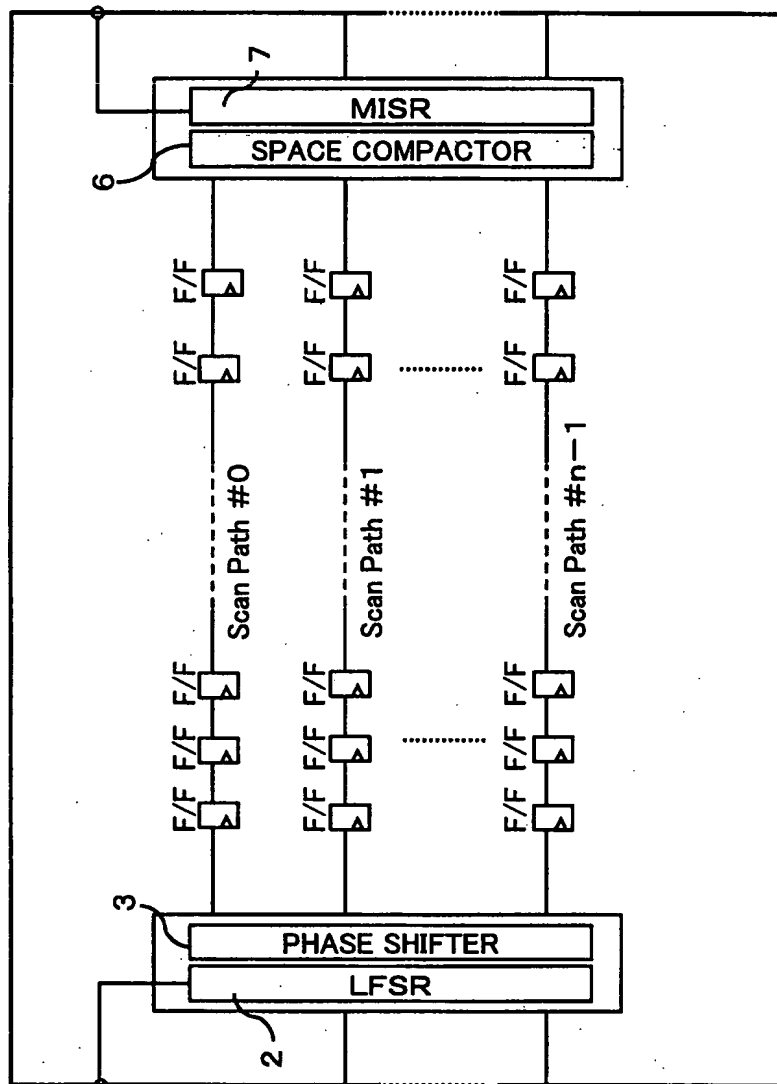 7
MISR
SPACE COMPACTOR
6
F/F
F/F
F/F
F/F
F/F
F/F
Scan Path #0
Scan Path #1
Scan Path #n-1
F/F
F/F
F/F
F/F
F/F
F/F
F/F
F/F
F/F
3
PHASE SHIFTER
LFSR
2